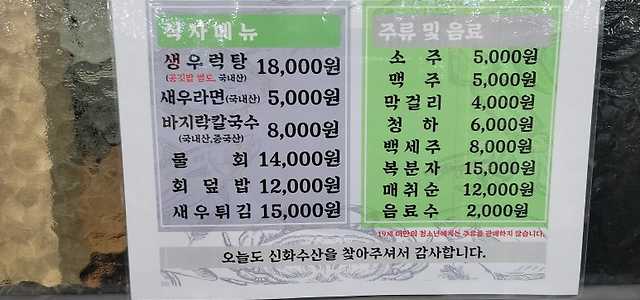 식사메뉴
생우럭탕 18,000원
(공깃밥 별도, 국내산)
새우라면(국내산) 5,000원
바지락칼국수 8,000원
(국내산,중국산)
물 회 14,000원
회 덮 밥 12,000원
새우튀김 15,000원
주류 및 음료
소 주 5,000원
맥 주 5,000원
막걸리 4,000원
청 하 6,000원
백세주 8,000원
복분자 15,000원
매취순 12,000원
음료수 2,000원
19세 미만의 청소년에게는 주류를 판매하지 않습니다.
오늘도 신화수산을 찾아주셔서 감사합니다.